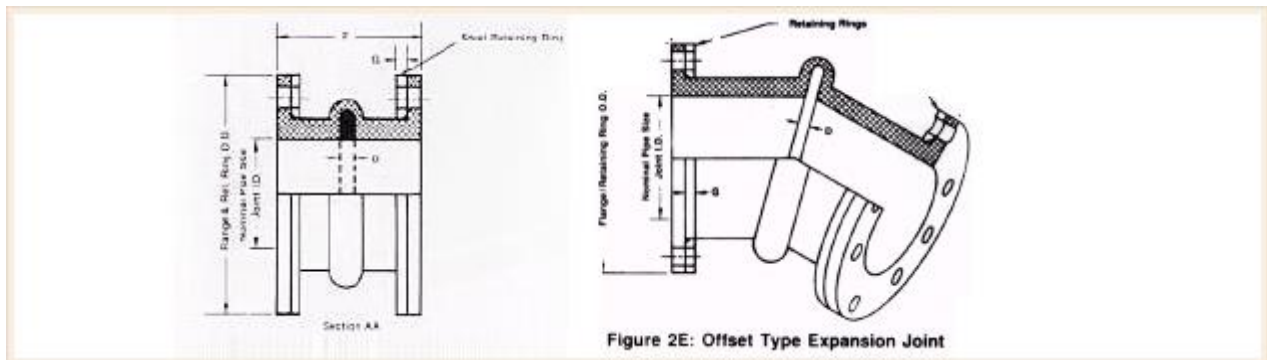 F
Steel Retaining Ring
G
Flange & Ret. Ring O.D.
Nominal Pipe Size
Joint I.D.
D
Section AA
Retaining Rings
Flange/Retaining Ring O.D.
Nominal Pipe Size
Joint I.D.
D
G
Figure 2E: Offset Type Expansion Joint